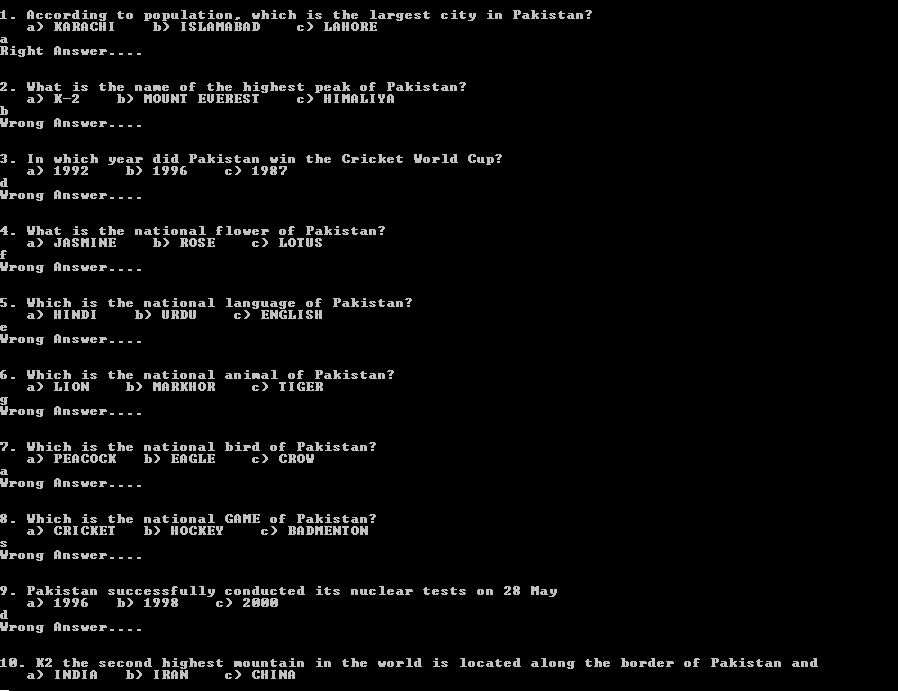 1. According to population, which is the largest city in Pakistan?
a) KARACHI b) ISLAMABAD c) LAHORE
a
Right Answer....
2. What is the name of the highest peak of Pakistan?
a) K-2 b) MOUNT EVEREST c) HIMALIYA
b
Wrong Answer....
3. In which year did Pakistan win the Cricket World Cup?
a) 1992 b) 1996 c) 1987
d
Wrong Answer....
4. What is the national flower of Pakistan?
a) JASMINE b) ROSE c) LOTUS
f
Wrong Answer....
5. Which is the national language of Pakistan?
a) HINDI b) URDU c) ENGLISH
e
Wrong Answer....
6. Which is the national animal of Pakistan?
a) LION b) MARKHOR c) TIGER
g
Wrong Answer....
7. Which is the national bird of Pakistan?
a) PEACOCK b) EAGLE c) CROW
a
Wrong Answer....
8. Which is the national GAME of Pakistan?
a) CRICKET b) HOCKEY c) BADMENTON
s
Wrong Answer....
9. Pakistan successfully conducted its nuclear tests on 28 May
a) 1996 b) 1998 c) 2000
d
Wrong Answer....
10. K2 the second highest mountain in the world is located along the border of Pakistan and
a) INDIA b) IRAN c) CHINA